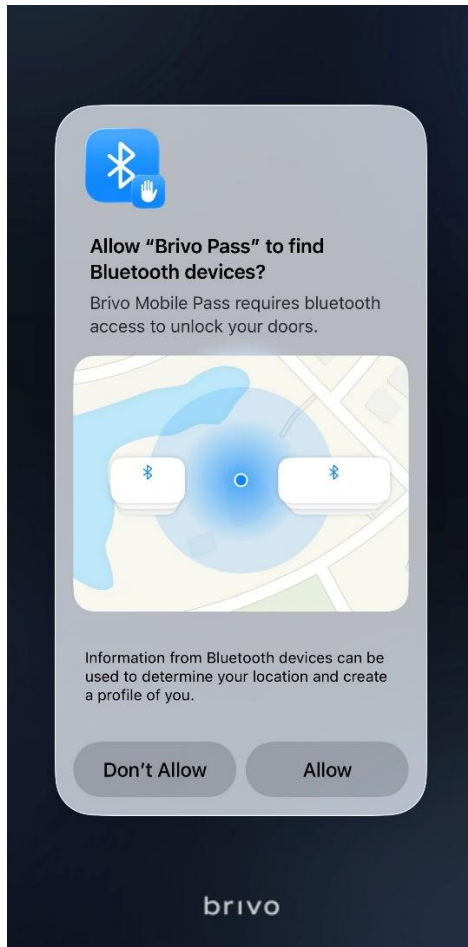 Allow “Brivo Pass” to find
Bluetooth devices?
Brivo Mobile Pass requires bluetooth
access to unlock your doors.
Information from Bluetooth devices can be
used to determine your location and create
a profile of you.
Don’t Allow
Allow
brivo